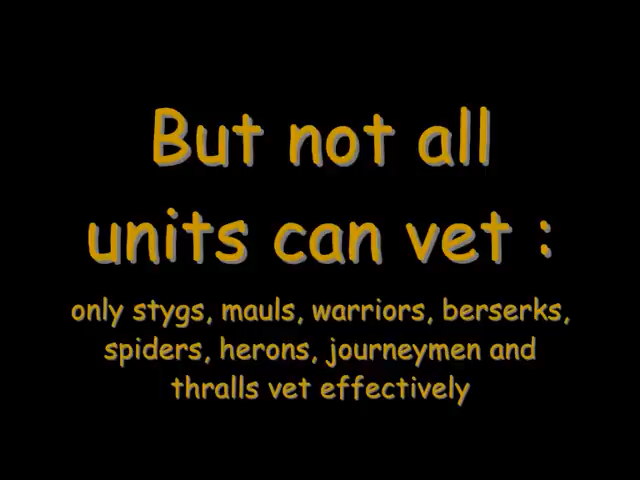 But not all
units can vet :
only stygs, mauls, warriors, berserks,
spiders, herons, journeymen and
thralls vet effectively